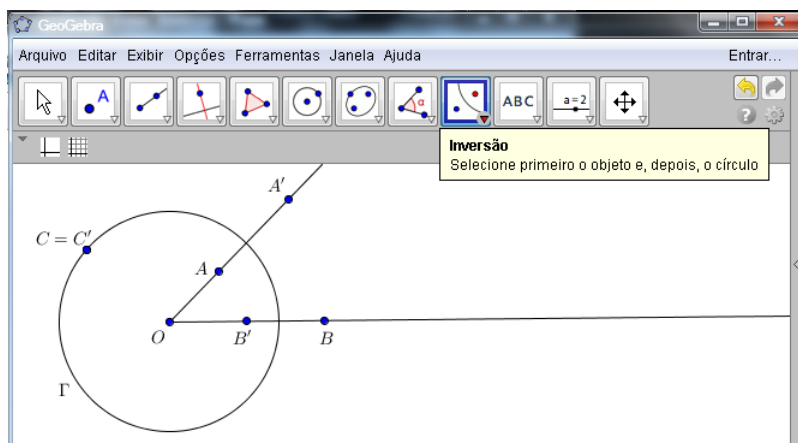 GeoGebra
Arquivo Editar Exibir Opções Ferramentas Janela Ajuda Entrar...
A α ABC a=2 ?
Inversão
Selecione primeiro o objeto e, depois, o círculo
A'
C = C'
A
O B' B
Γ